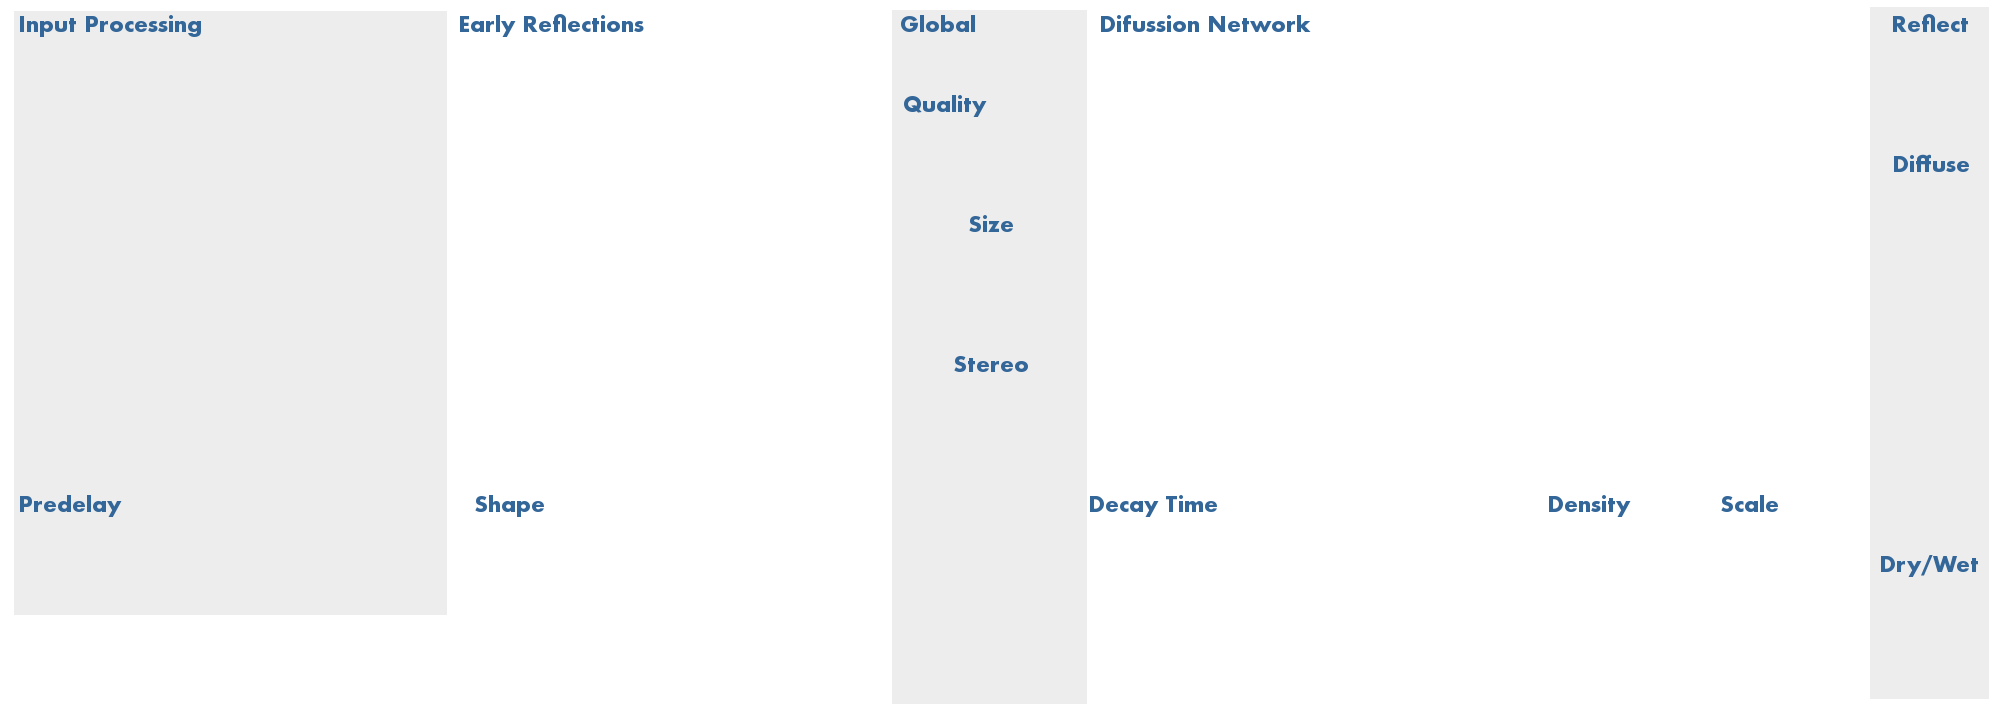 Input Processing
Early Reflections
Global
Difussion Network
Reflect
Quality
Diffuse
Size
Stereo
Predelay
Shape
Decay Time
Density
Scale
Dry/Wet